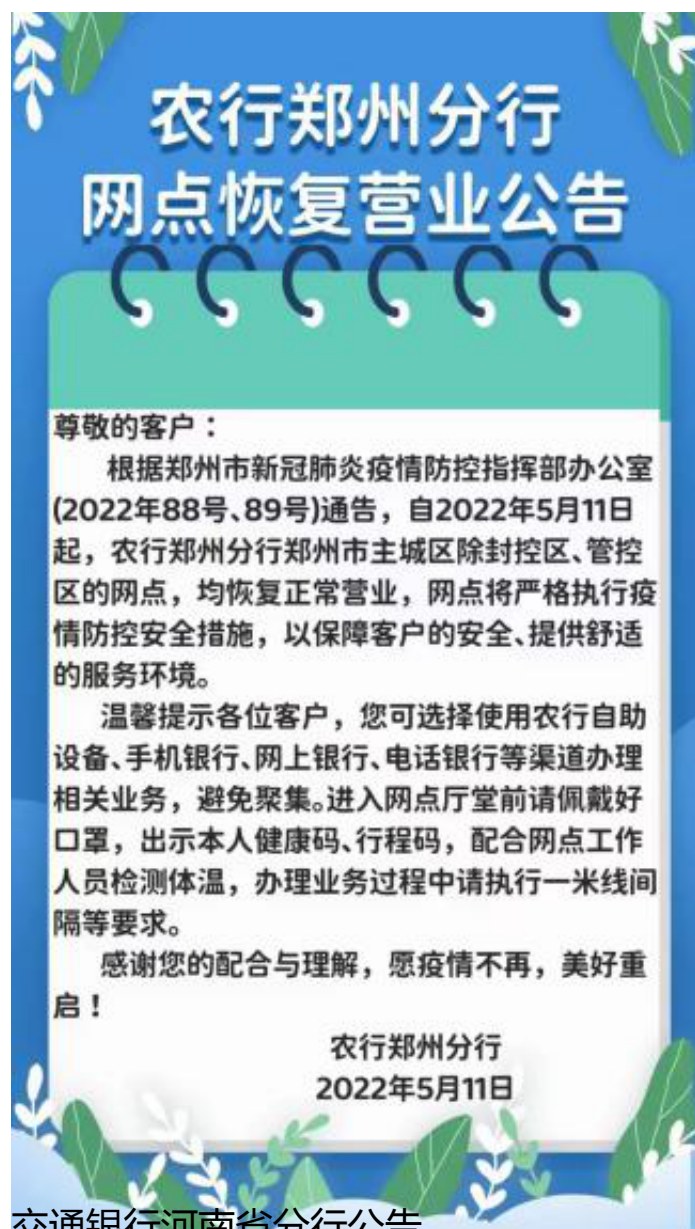 农行郑州分行
网点恢复营业公告
尊敬的客户：
根据郑州市新冠肺炎疫情防控指挥部办公室
(2022年88号、89号)通告，自2022年5月11日
起，农行郑州分行郑州市主城区除封控区、管控
区的网点，均恢复正常营业，网点将严格执行疫
情防控安全措施，以保障客户的安全、提供舒适
的服务环境。
温馨提示各位客户，您可选择使用农行自助
设备、手机银行、网上银行、电话银行等渠道办理
相关业务，避免聚集。进入网点厅堂前请佩戴好
口罩，出示本人健康码、行程码，配合网点工作
人员检测体温，办理业务过程中请执行一米线间
隔等要求。
感谢您的配合与理解，愿疫情不再，美好重
启！
农行郑州分行
2022年5月11日
交通银行河南省分行公告